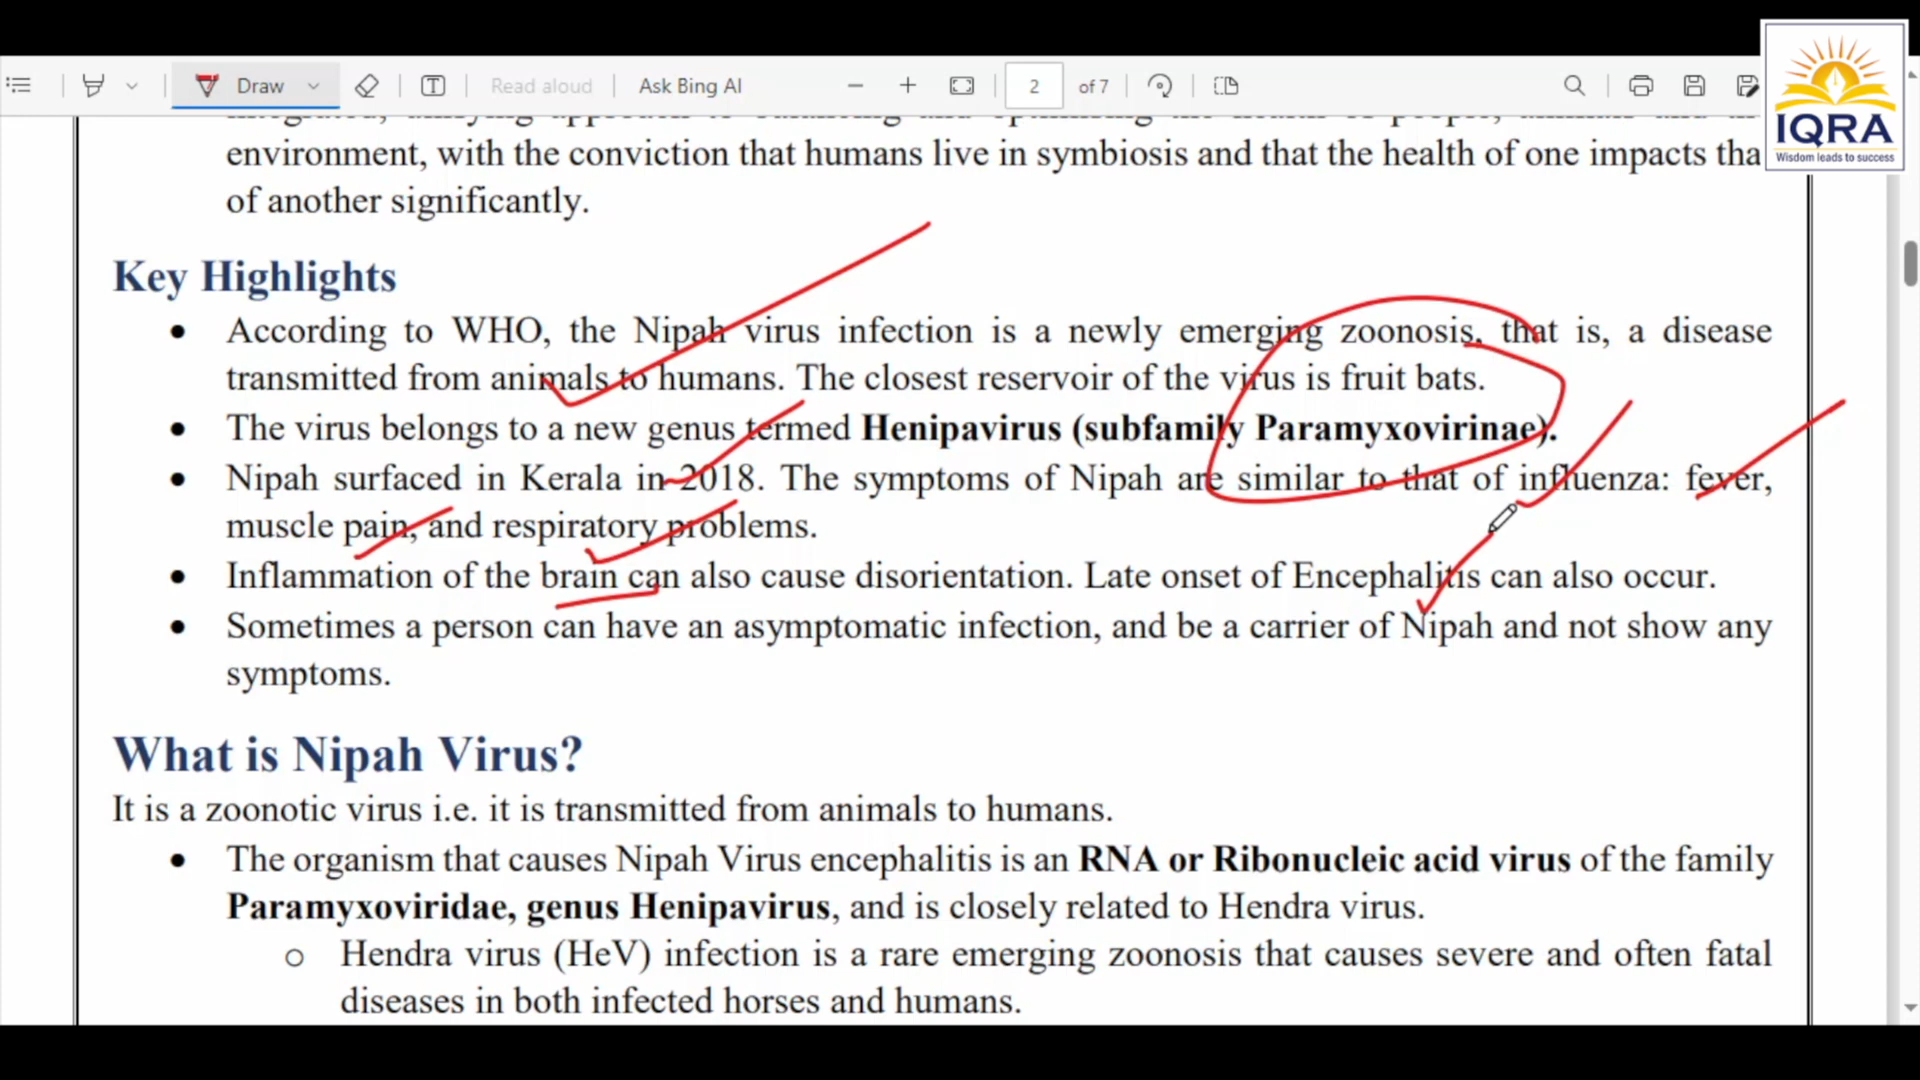 Draw
Read aloud
Ask Bing AI
2
of 7
IQRA
Wisdom leads to success
environment, with the conviction that humans live in symbiosis and that the health of one impacts tha
of another significantly.
Key Highlights
• According to WHO, the Nipah virus infection is a newly emerging zoonosis, that is, a disease
transmitted from animals to humans. The closest reservoir of the virus is fruit bats.
• The virus belongs to a new genus termed Henipavirus (subfamily Paramyxovirinae).
• Nipah surfaced in Kerala in 2018. The symptoms of Nipah are similar to that of influenza: fever,
muscle pain, and respiratory problems.
• Inflammation of the brain can also cause disorientation. Late onset of Encephalitis can also occur.
• Sometimes a person can have an asymptomatic infection, and be a carrier of Nipah and not show any
symptoms.
What is Nipah Virus?
It is a zoonotic virus i.e. it is transmitted from animals to humans.
• The organism that causes Nipah Virus encephalitis is an RNA or Ribonucleic acid virus of the family
Paramyxoviridae, genus Henipavirus, and is closely related to Hendra virus.
o Hendra virus (HeV) infection is a rare emerging zoonosis that causes severe and often fatal
diseases in both infected horses and humans.